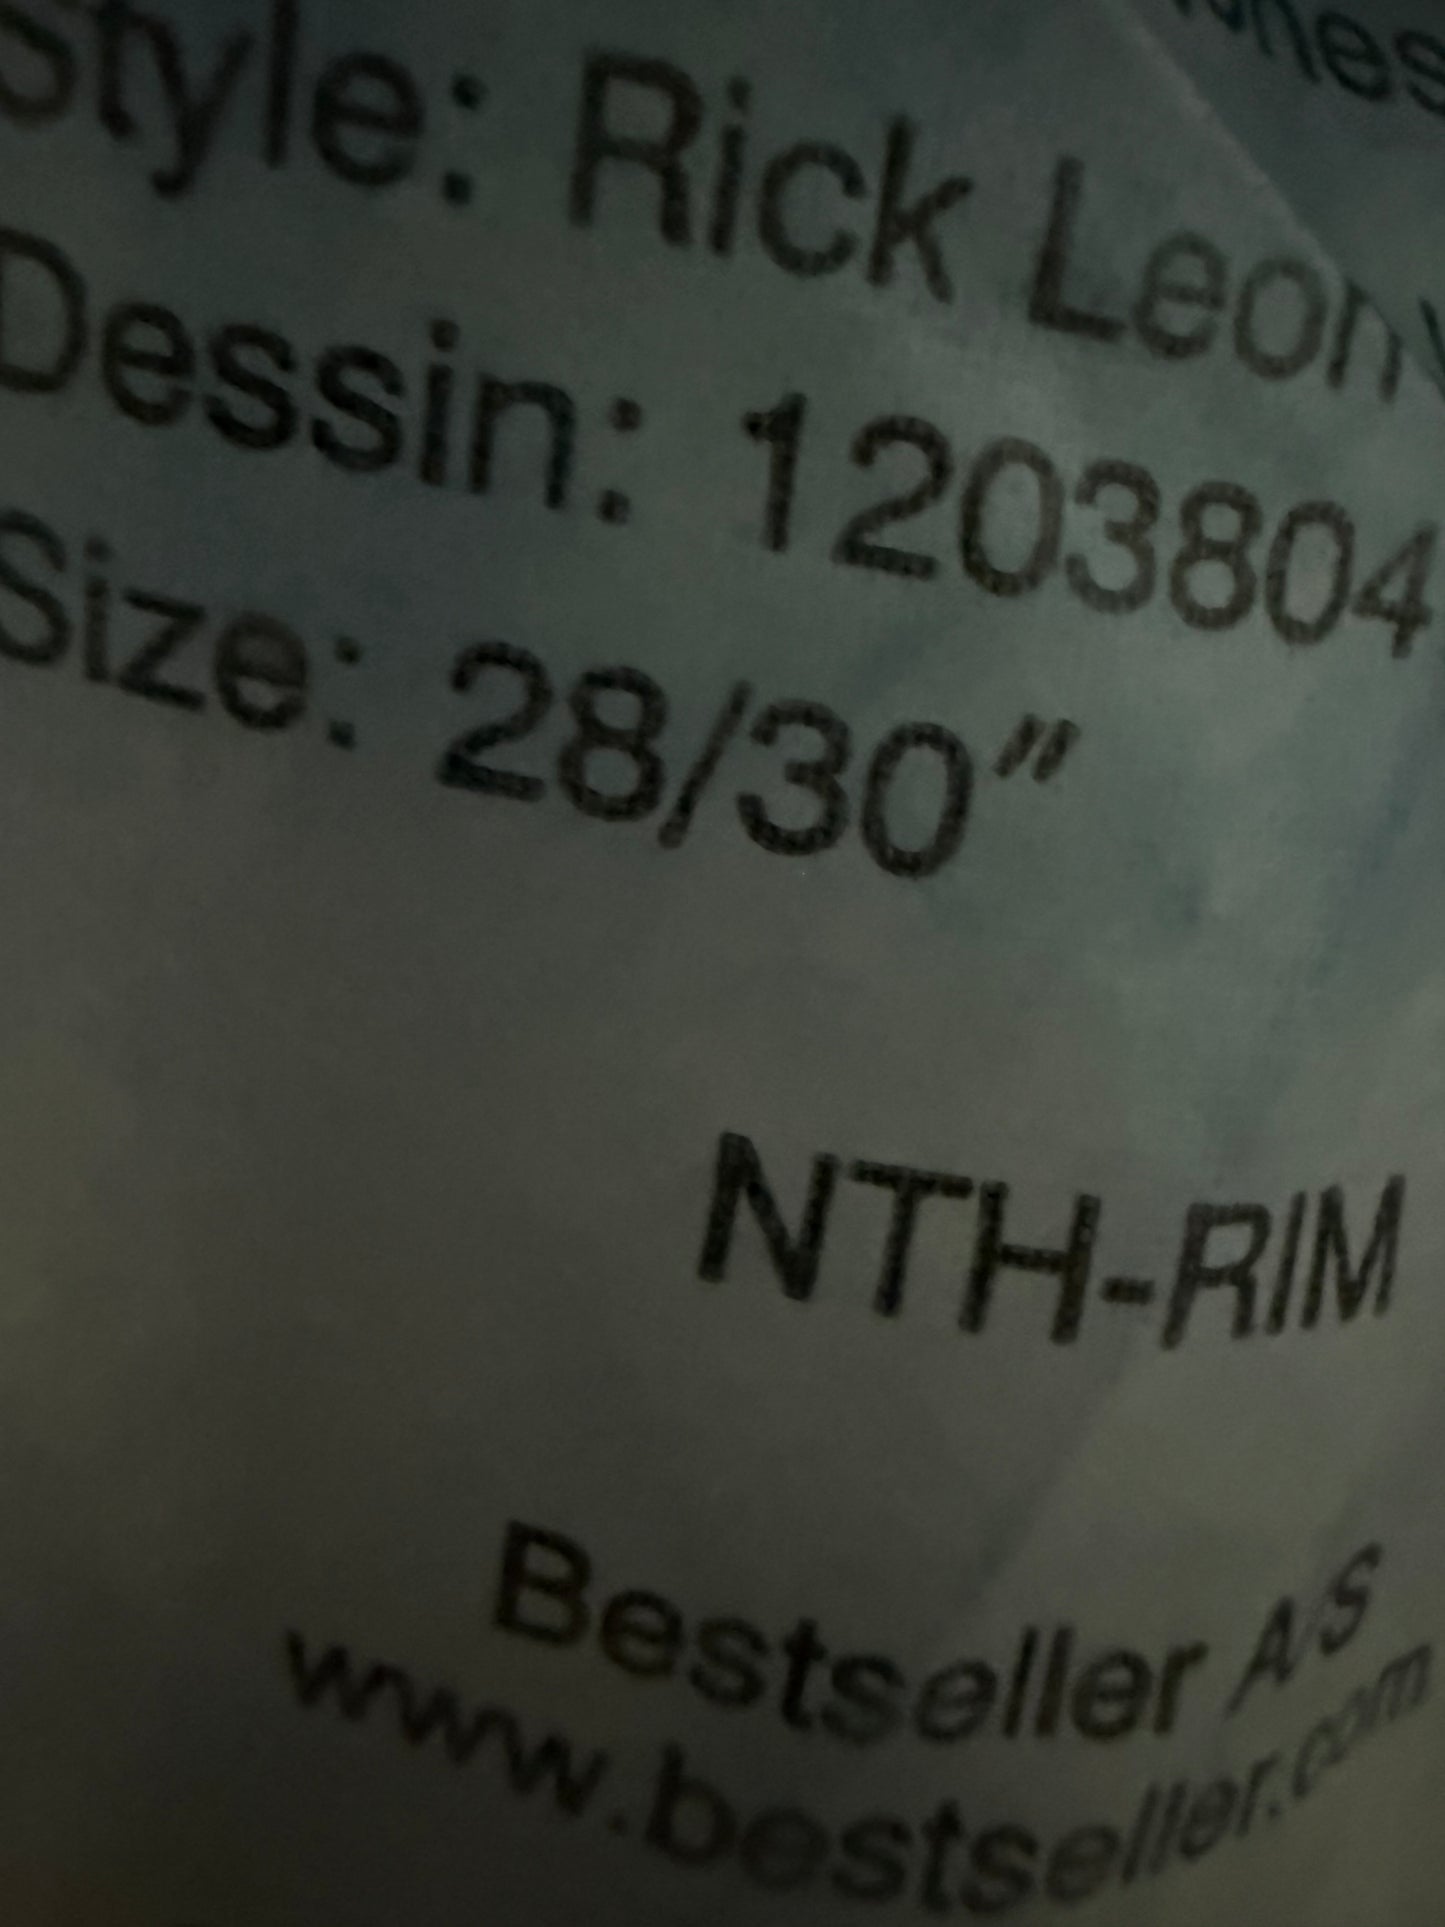 Style: Rick Leon
Dessin: 1203804
Size: 28/30"
NTH-RIM
Bestseller A/S
www.bestseller.com